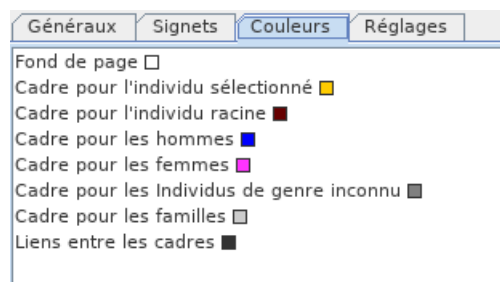 Généraux Signets Couleurs Réglages
Fond de page
Cadre pour l'individu sélectionné
Cadre pour l'individu racine
Cadre pour les hommes
Cadre pour les femmes
Cadre pour les Individus de genre inconnu
Cadre pour les familles
Liens entre les cadres